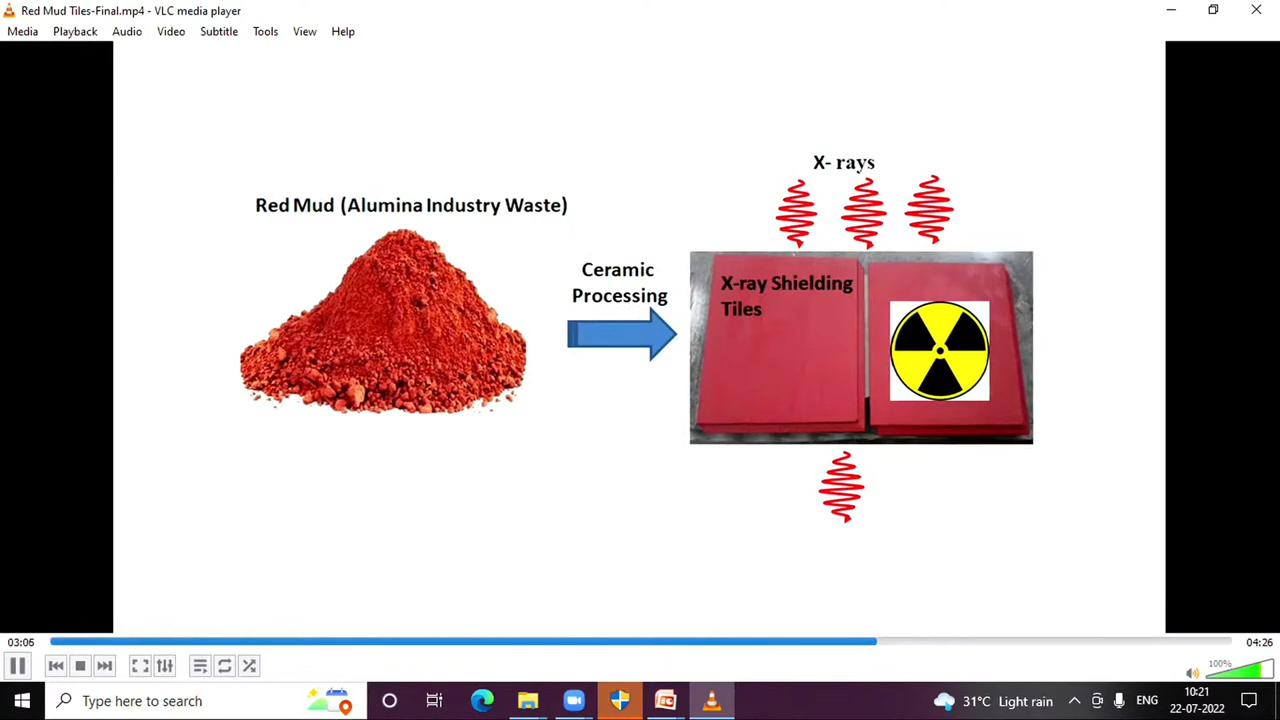 Red Mud Tiles-Final.mp4 - VLC media player
Media Playback Audio Video Subtitle Tools View Help
X- rays
Red Mud (Alumina Industry Waste)
Ceramic
Processing
X-ray Shielding
Tiles
03:06
04:26
100%
Type here to search
31°C Light rain
ENG
10:21
22-07-2022